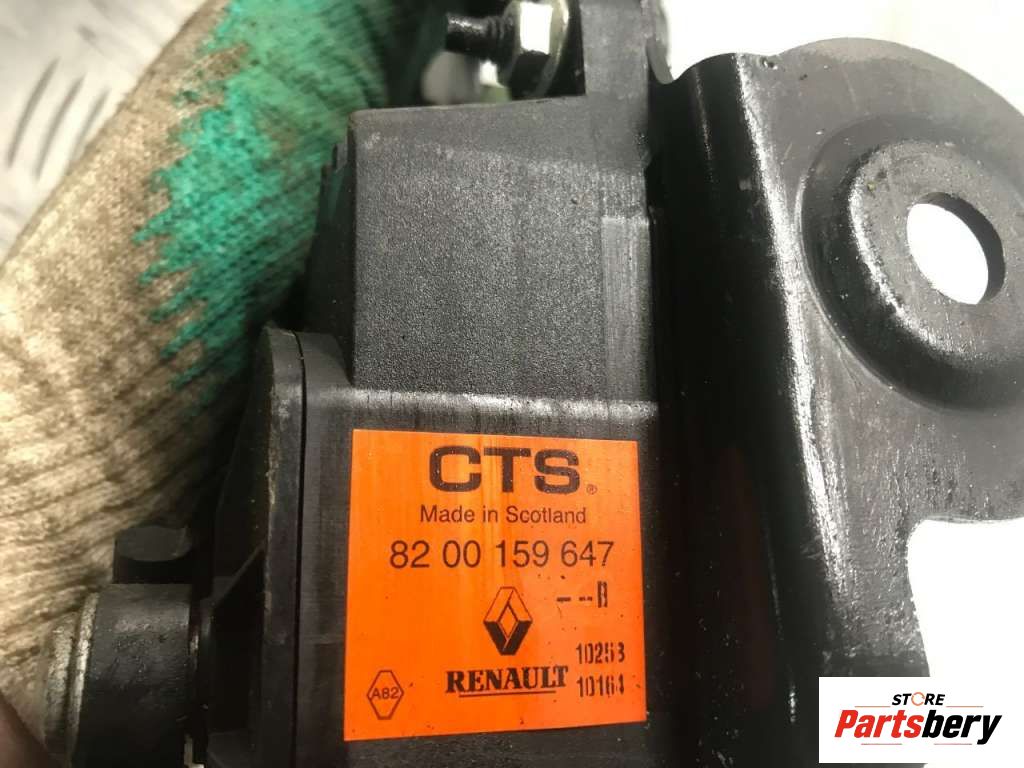 CTS®
Made in Scotland
82 00 159 647
--B
10253
RENAULT 10164
A82
STORE
Partsbery